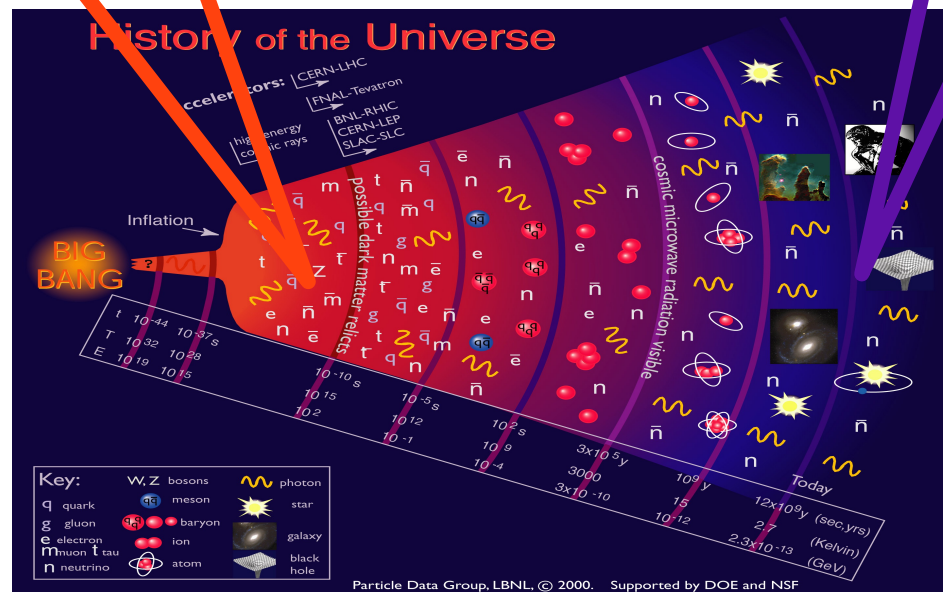 History of the Universe
ccelerators: CERN-LHC
FNAL-Tevatron
high-energy
cosmic rays
BNL-RHIC
CERN-LEP
SLAC-SLC
Inflation
BIG
BANG
?
possible dark matter relicts
cosmic microwave radiation visible
t 10-44 10-37 s 10-10 s 10-5 s 10² s 3x10⁵ y 10⁹ y 12x10⁹ y (sec,yrs)
T 10³² 10²⁸ 10¹⁵ 10¹² 10⁹ 3000 15 2.7 (Kelvin)
E 10¹⁹ 10¹⁵ 10² 10-1 10-4 3x10-10 10-12 2.3x10-13 (GeV)
Today
Key:
W, Z bosons
photon
q quark
qq̄ meson
star
g gluon
baryon
galaxy
e electron
ion
m muon t tau
black
hole
n neutrino
atom
Particle Data Group, LBNL, © 2000. Supported by DOE and NSF